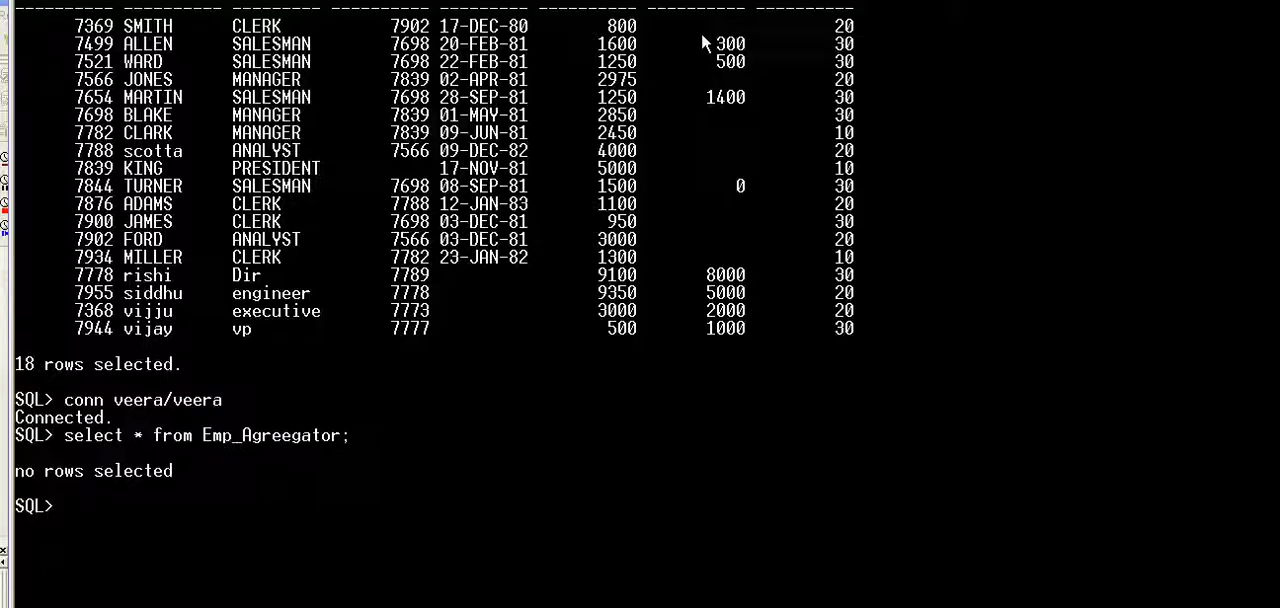 ---------- ---------- --------- ---------- --------- ---------- ---------- ----------
7369 SMITH CLERK 7902 17-DEC-80 800 20
7499 ALLEN SALESMAN 7698 20-FEB-81 1600 300 30
7521 WARD SALESMAN 7698 22-FEB-81 1250 500 30
7566 JONES MANAGER 7839 02-APR-81 2975 20
7654 MARTIN SALESMAN 7698 28-SEP-81 1250 1400 30
7698 BLAKE MANAGER 7839 01-MAY-81 2850 30
7782 CLARK MANAGER 7839 09-JUN-81 2450 10
7788 scotta ANALYST 7566 09-DEC-82 4000 20
7839 KING PRESIDENT 17-NOV-81 5000 10
7844 TURNER SALESMAN 7698 08-SEP-81 1500 0 30
7876 ADAMS CLERK 7788 12-JAN-83 1100 20
7900 JAMES CLERK 7698 03-DEC-81 950 30
7902 FORD ANALYST 7566 03-DEC-81 3000 20
7934 MILLER CLERK 7782 23-JAN-82 1300 10
7778 rishi Dir 7789 9100 8000 30
7955 siddhu engineer 7778 9350 5000 20
7368 vijju executive 7773 3000 2000 20
7944 vijay vp 7777 500 1000 30
18 rows selected.
SQL> conn veera/veera
Connected.
SQL> select * from Emp_Agreegator;
no rows selected
SQL>